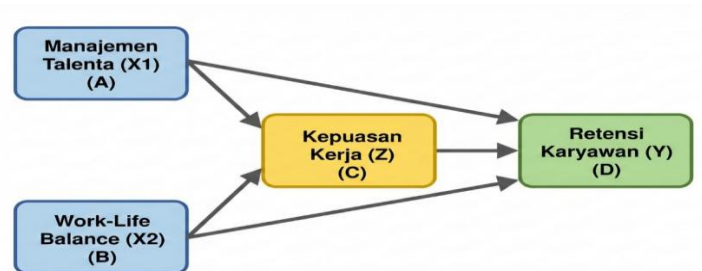 Manajemen
Talenta (X1)
(A)
Kepuasan
Kerja (Z)
(C)
Retensi
Karyawan (Y)
(D)
Work-Life
Balance (X2)
(B)